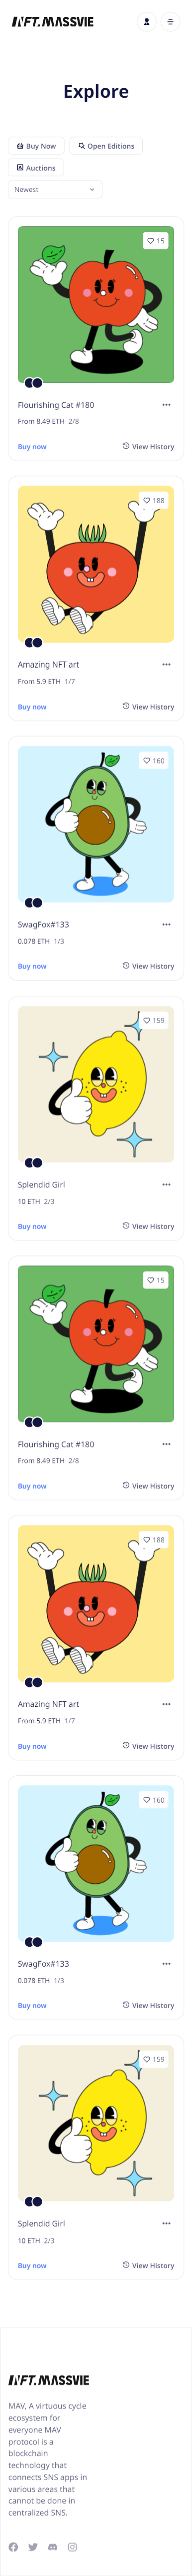 NFT.MASSVIE
Explore
Buy Now
Open Editions
Auctions
Newest
15
Flourishing Cat #180
From 8.49 ETH 2/8
Buy now
View History
188
Amazing NFT art
From 5.9 ETH 1/7
Buy now
View History
160
SwagFox#133
0.078 ETH 1/3
Buy now
View History
159
Splendid Girl
10 ETH 2/3
Buy now
View History
15
Flourishing Cat #180
From 8.49 ETH 2/8
Buy now
View History
188
Amazing NFT art
From 5.9 ETH 1/7
Buy now
View History
160
SwagFox#133
0.078 ETH 1/3
Buy now
View History
159
Splendid Girl
10 ETH 2/3
Buy now
View History
NFT.MASSVIE
MAV. A virtuous cycle
ecosystem for
everyone MAV
protocol is a
blockchain
technology that
connects SNS apps in
various areas that
cannot be done in
centralized SNS.